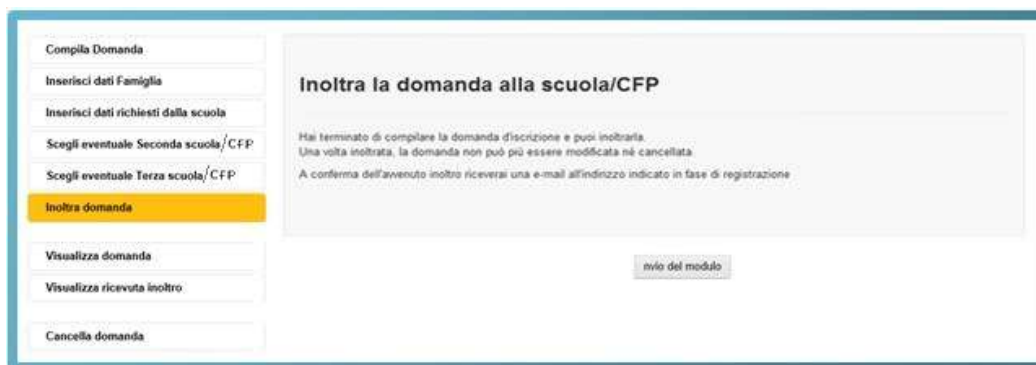 Compila Domanda
Inserisci dati Famiglia
Inserisci dati richiesti dalla scuola
Scegli eventuale Seconda scuola/CFP
Scegli eventuale Terza scuola/CFP
Inoltra domanda
Visualizza domanda
Visualizza ricevuta inoltro
Cancella domanda
Inoltra la domanda alla scuola/CFP
Hai terminato di compilare la domanda d'iscrizione e puoi inoltrarla.
Una volta inoltrata, la domanda non può più essere modificata né cancellata.
A conferma dell'avvenuto inoltro riceverai una e-mail all'indirizzo indicato in fase di registrazione
nvio del modulo